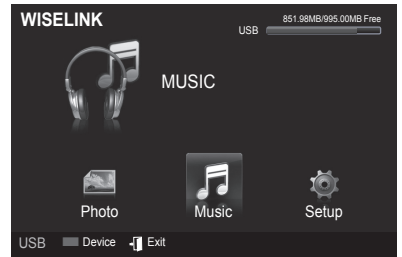 WISELINK
851.98MB/995.00MB Free
USB
MUSIC
Photo Music Setup
USB Device Exit